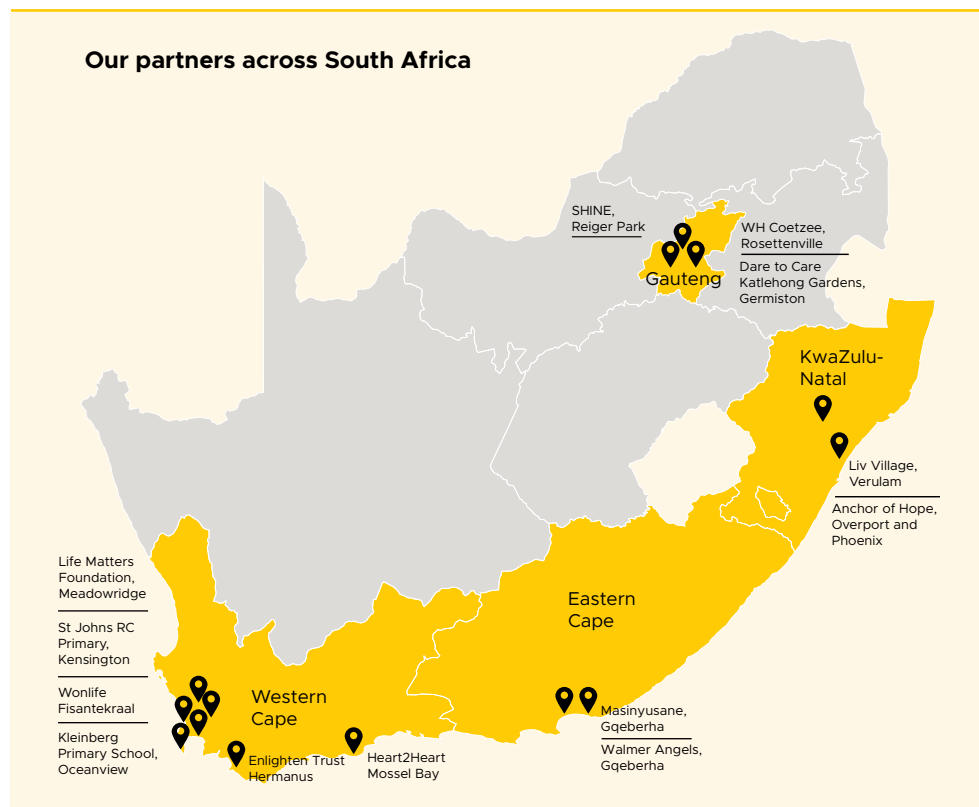 Our partners across South Africa
SHINE,
Reiger Park
WH Coetzee,
Rosettenville
Dare to Care
Katlehong Gardens,
Germiston
Gauteng
KwaZulu-
Natal
Liv Village,
Verulam
Anchor of Hope,
Overport and
Phoenix
Life Matters
Foundation,
Meadowridge
St Johns RC
Primary,
Kensington
Wonlife
Fisantekraal
Kleinberg
Primary School,
Oceanview
Western
Cape
Enlighten Trust
Hermanus
Heart2Heart
Mossel Bay
Eastern
Cape
Masinyusane,
Gqeberha
Walmer Angels,
Gqeberha